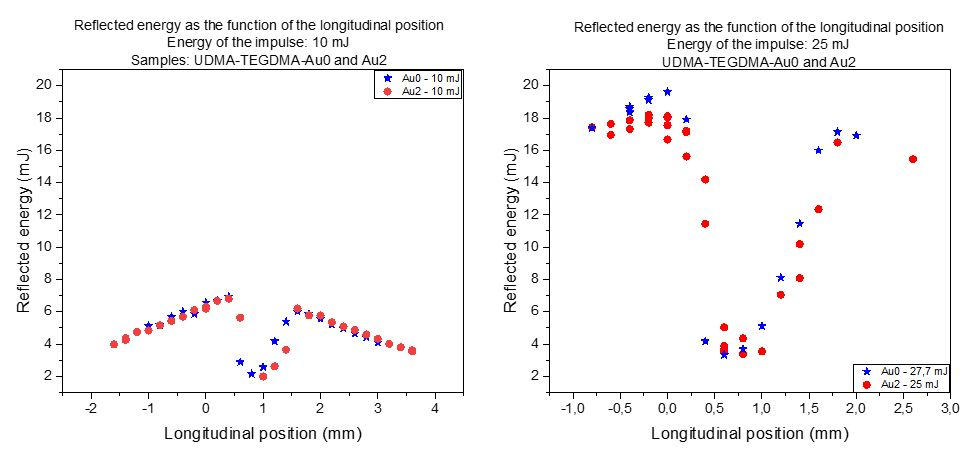 Reflected energy as the function of the longitudinal position
Energy of the impulse: 10 mJ
Samples: UDMA-TEGDMA-Au0 and Au2
Au0 - 10 mJ
Au2 - 10 mJ
Reflected energy (mJ)
20
18
16
14
12
10
8
6
4
2
-2
-1
0
1
2
3
4
Longitudinal position (mm)
Reflected energy as the function of the longitudinal position
Energy of the impulse: 25 mJ
UDMA-TEGDMA-Au0 and Au2
Reflected energy (mJ)
20
18
16
14
12
10
8
6
4
2
Au0 - 27,7 mJ
Au2 - 25 mJ
-1,0
-0,5
0,0
0,5
1,0
1,5
2,0
2,5
3,0
Longitudinal position (mm)